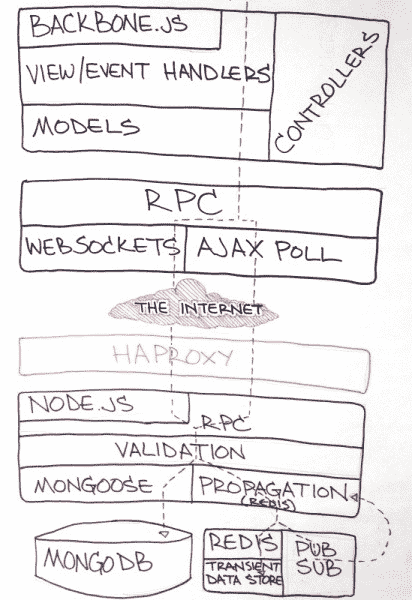 BACKBONE.JS
VIEW/EVENT HANDLERS
MODELS
CONTROLLERS
RPC
WEBSOCKETS
AJAX POLL
THE INTERNET
HAPROXY
NODE.JS
RPC
VALIDATION
MONGOOSE
PROPAGATION
(REDIS)
MONGODB
REDIS
TRANSIENT
DATA STORE
PUB
SUB